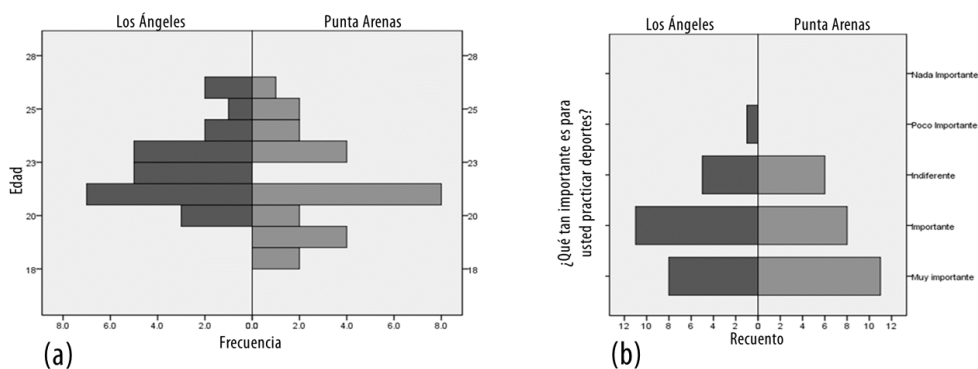 Los Ángeles Punta Arenas
28 28
25 25
Edad
23 23
20 20
18 18
8.0 6.0 4.0 2.0 0.0 2.0 4.0 6.0 8.0
Frecuencia
(a)
Los Ángeles Punta Arenas
¿Qué tan importante es para
usted practicar deportes?
Nada Importante
Poco Importante
Indiferente
Importante
Muy importante
12 10 8 6 4 2 0 2 4 6 8 10 12
Recuento
(b)